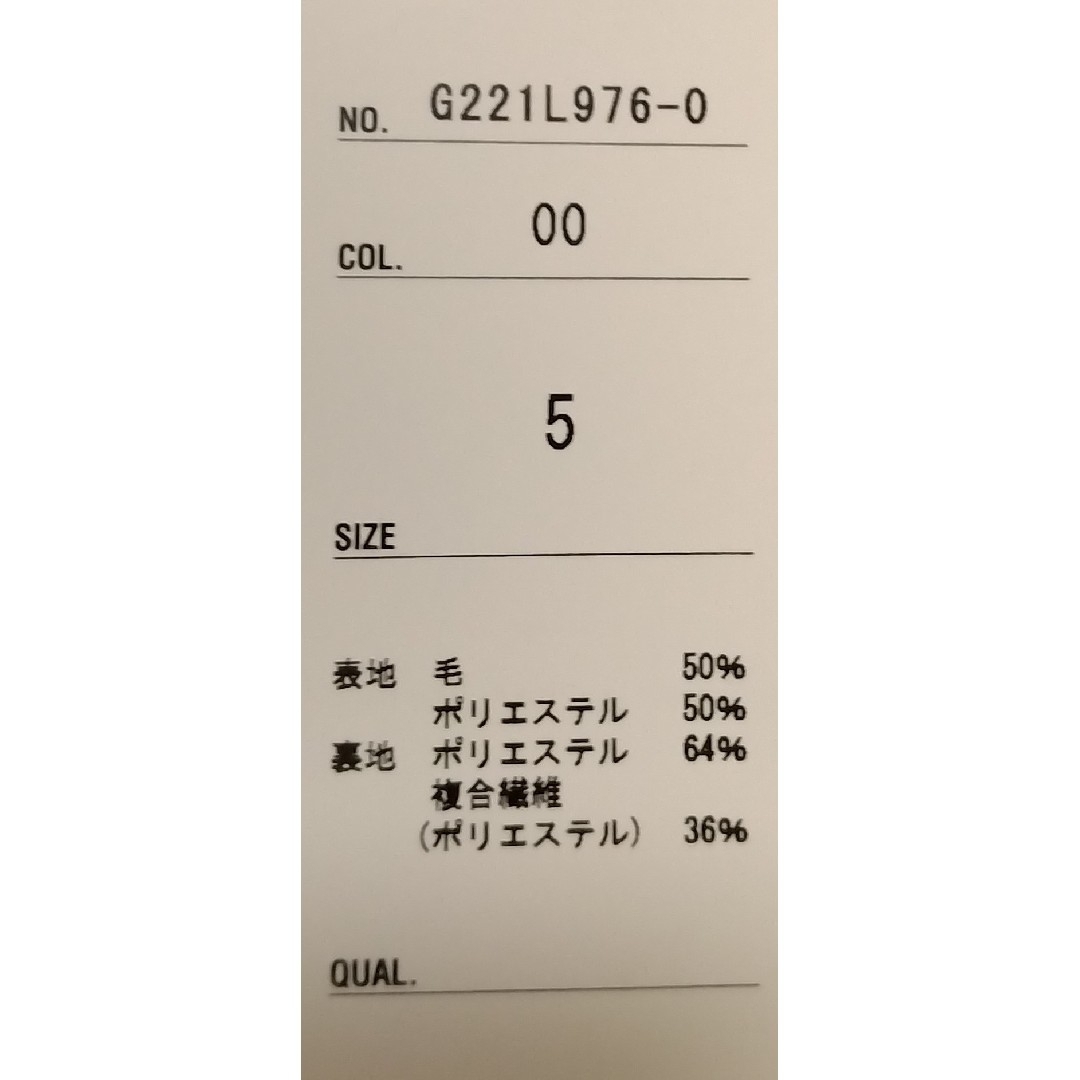 NO. G221L976-0
COL. 00
5
SIZE
表地 毛 50%
ポリエステル 50%
裏地 ポリエステル 64%
複合繊維
(ポリエステル) 36%
QUAL.